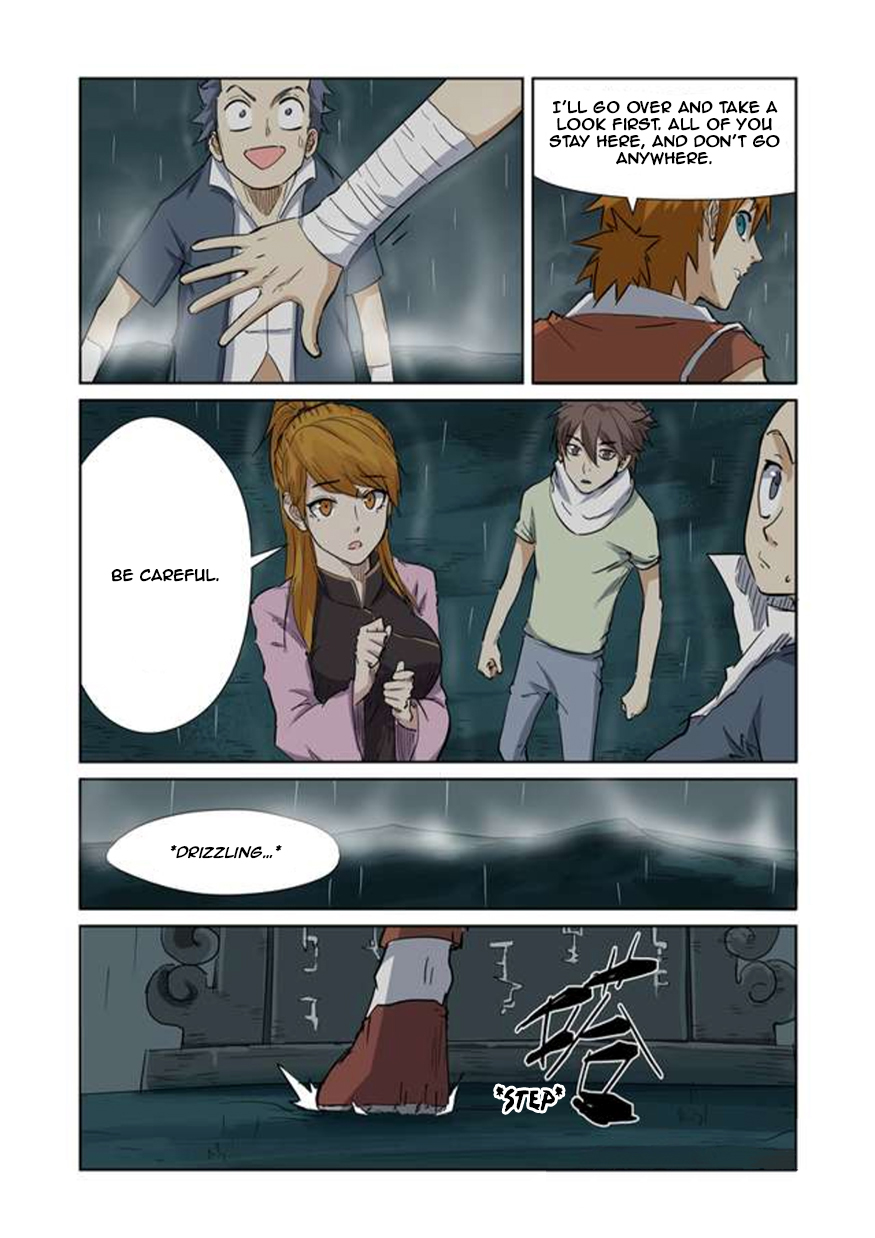 I'LL GO OVER AND TAKE A
LOOK FIRST. ALL OF YOU
STAY HERE, AND DON'T GO
ANYWHERE.
BE CAREFUL.
*DRIZZLING...*
*STEP*
踏